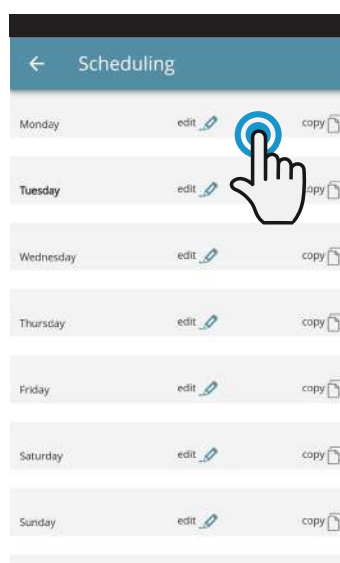 Scheduling
Monday edit copy
Tuesday edit copy
Wednesday edit copy
Thursday edit copy
Friday edit copy
Saturday edit copy
Sunday edit copy